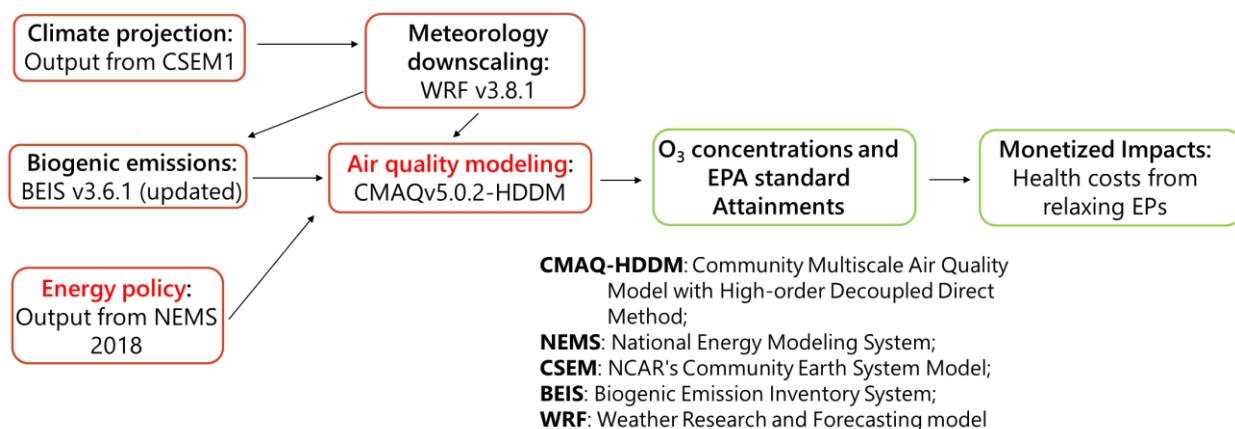 Climate projection:
Output from CSEM1
Meteorology
downscaling:
WRF v3.8.1
Biogenic emissions:
BEIS v3.6.1 (updated)
Air quality modeling:
CMAQv5.0.2-HDDM
O₃ concentrations and
EPA standard
Attainments
Monetized Impacts:
Health costs from
relaxing EPs
Energy policy:
Output from NEMS
2018
CMAQ-HDDM: Community Multiscale Air Quality
Model with High-order Decoupled Direct
Method;
NEMS: National Energy Modeling System;
CSEM: NCAR's Community Earth System Model;
BEIS: Biogenic Emission Inventory System;
WRF: Weather Research and Forecasting model